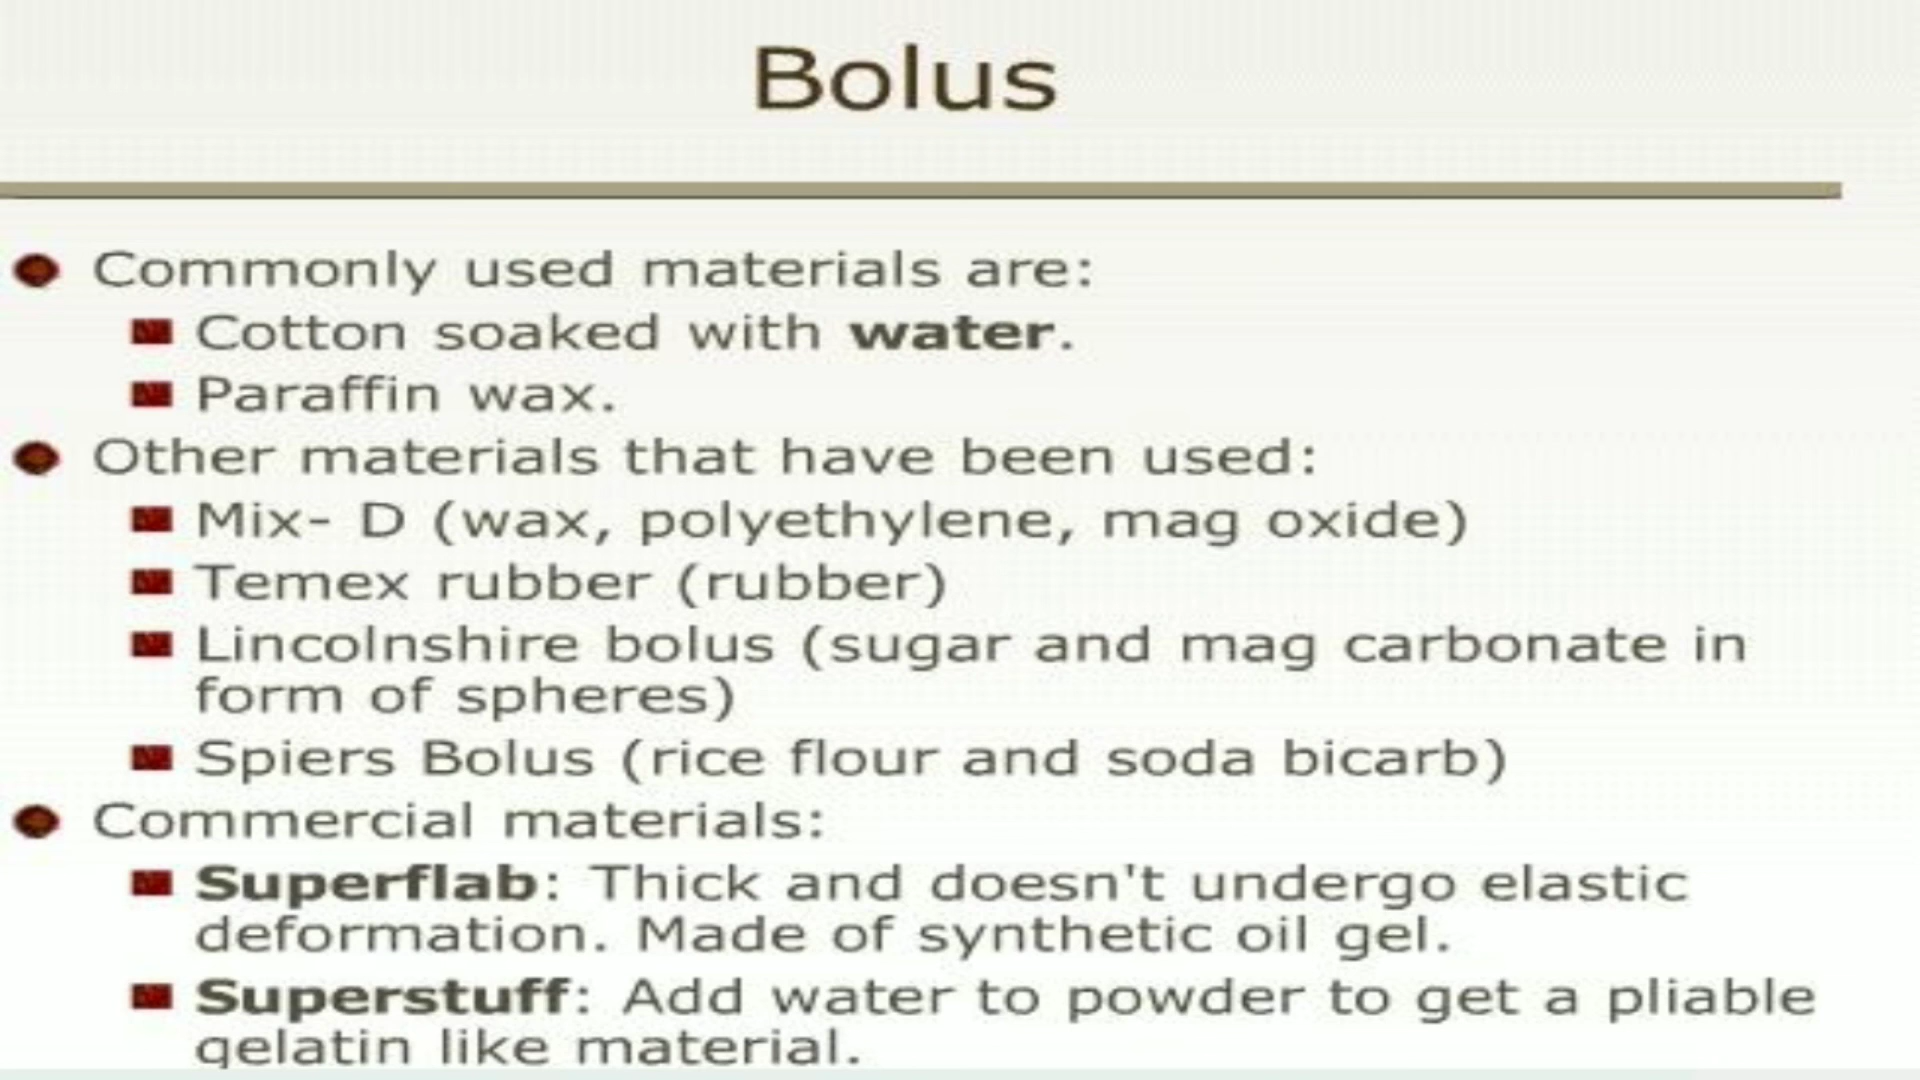 Bolus
Commonly used materials are:
Cotton soaked with water.
Paraffin wax.
Other materials that have been used:
Mix- D (wax, polyethylene, mag oxide)
Temex rubber (rubber)
Lincolnshire bolus (sugar and mag carbonate in
form of spheres)
Spiers Bolus (rice flour and soda bicarb)
Commercial materials:
Superflab: Thick and doesn't undergo elastic
deformation. Made of synthetic oil gel.
Superstuff: Add water to powder to get a pliable
gelatin like material.